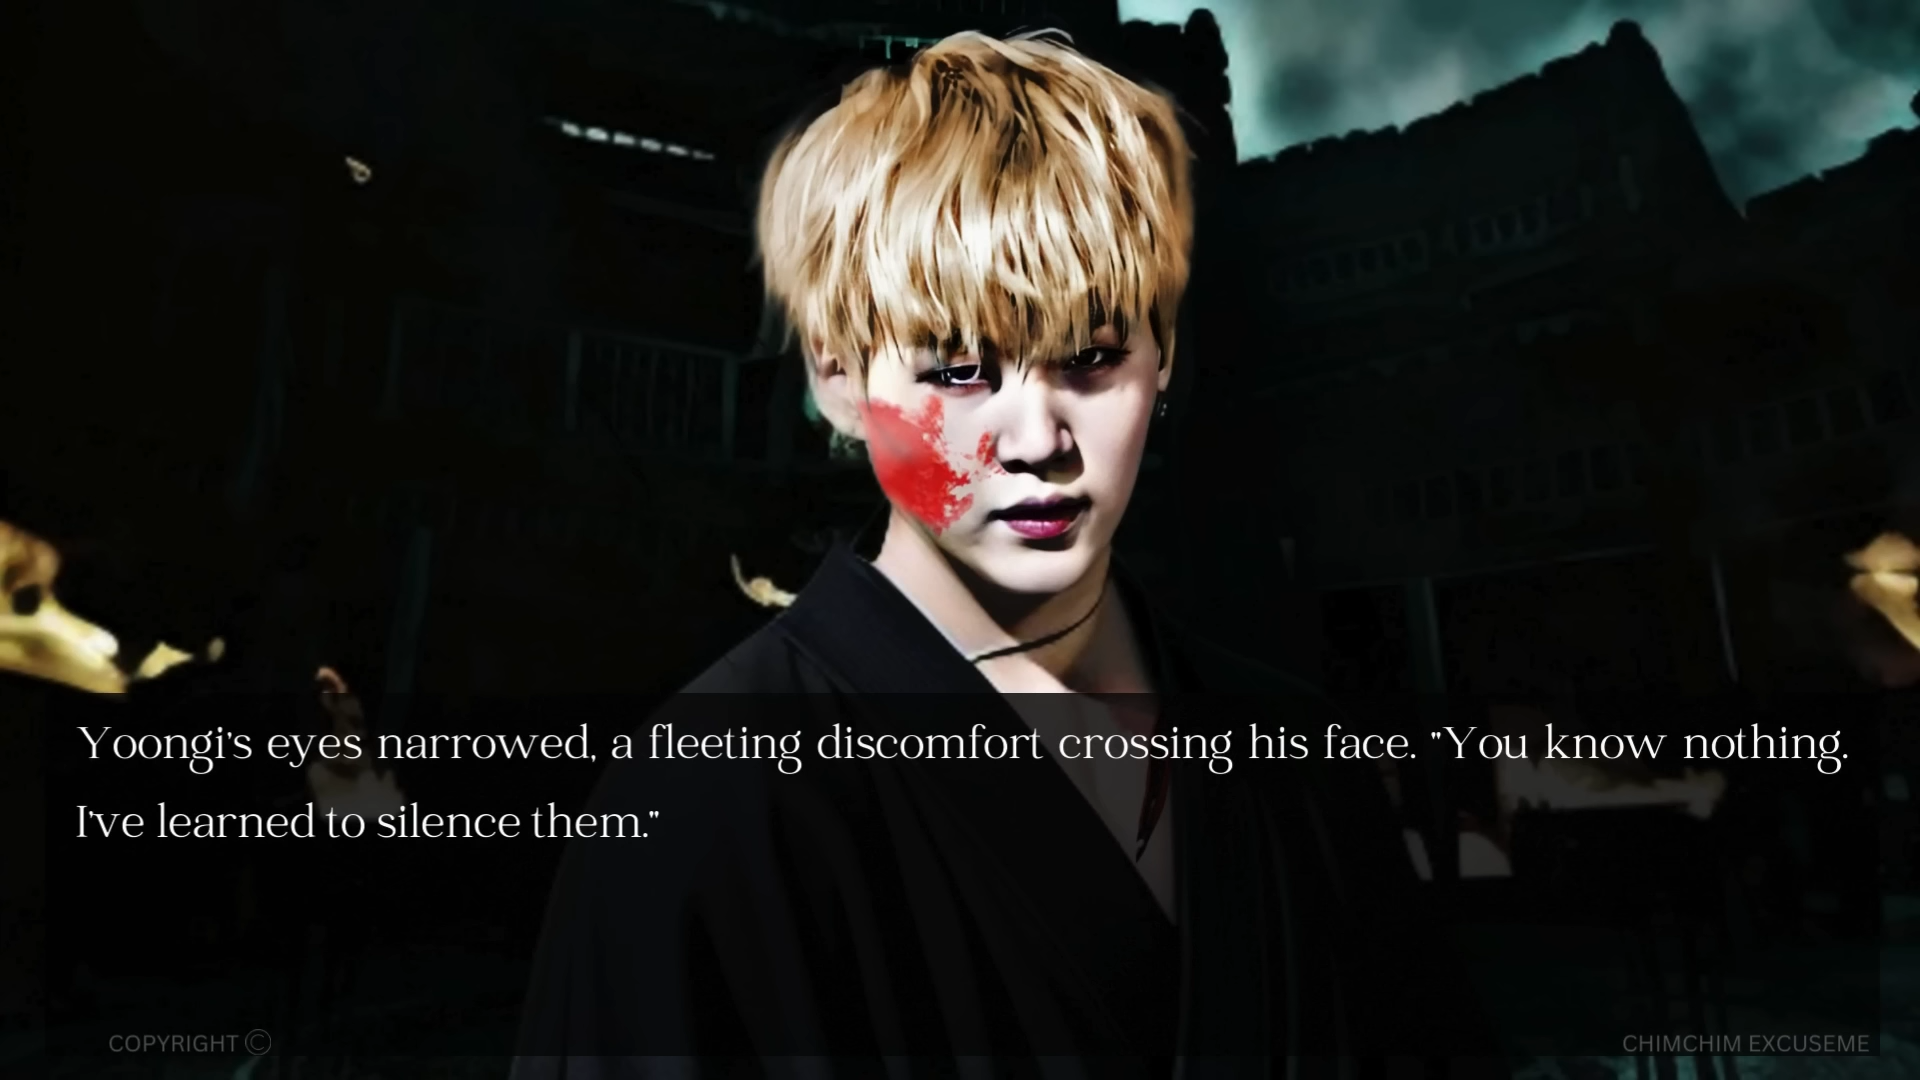 Yoongi's eyes narrowed, a fleeting discomfort crossing his face. "You know nothing.
I've learned to silence them."
COPYRIGHT ©
CHIMCHIM EXCUSEME